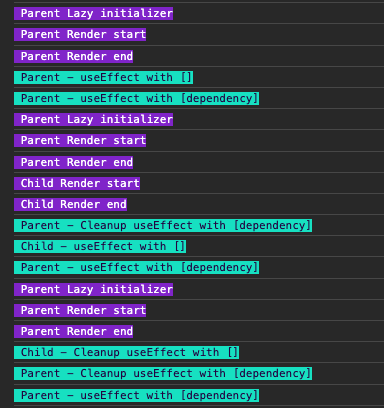 Parent Lazy initializer
Parent Render start
Parent Render end
Parent – useEffect with []
Parent – useEffect with [dependency]
Parent Lazy initializer
Parent Render start
Parent Render end
Child Render start
Child Render end
Parent – Cleanup useEffect with [dependency]
Child – useEffect with []
Parent – useEffect with [dependency]
Parent Lazy initializer
Parent Render start
Parent Render end
Child – Cleanup useEffect with []
Parent – Cleanup useEffect with [dependency]
Parent – useEffect with [dependency]